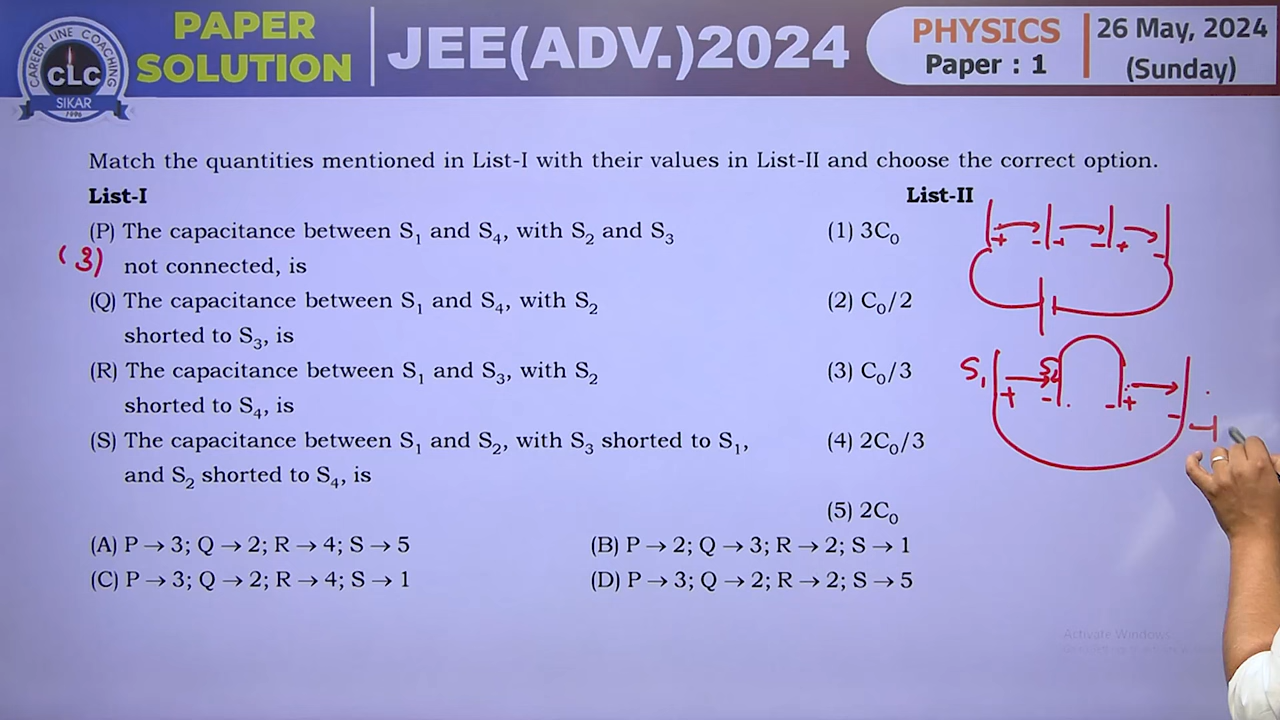 CAREER LINE COACHING
CLC
SIKAR
1996
PAPER
SOLUTION
JEE(ADV.)2024
PHYSICS
Paper : 1
26 May, 2024
(Sunday)
Match the quantities mentioned in List-I with their values in List-II and choose the correct option.
List-I List-II
(P) The capacitance between S₁ and S₄, with S₂ and S₃ (1) 3C₀
(3) not connected, is
(Q) The capacitance between S₁ and S₄, with S₂ (2) C₀/2
shorted to S₃, is
(R) The capacitance between S₁ and S₃, with S₂ (3) C₀/3
shorted to S₄, is
(S) The capacitance between S₁ and S₂, with S₃ shorted to S₁, (4) 2C₀/3
and S₂ shorted to S₄, is
(5) 2C₀
(A) P → 3; Q → 2; R → 4; S → 5 (B) P → 2; Q → 3; R → 2; S → 1
(C) P → 3; Q → 2; R → 4; S → 1 (D) P → 3; Q → 2; R → 2; S → 5
+ - + - + -
S₁ S₂
+ - - + -
Activate Windows